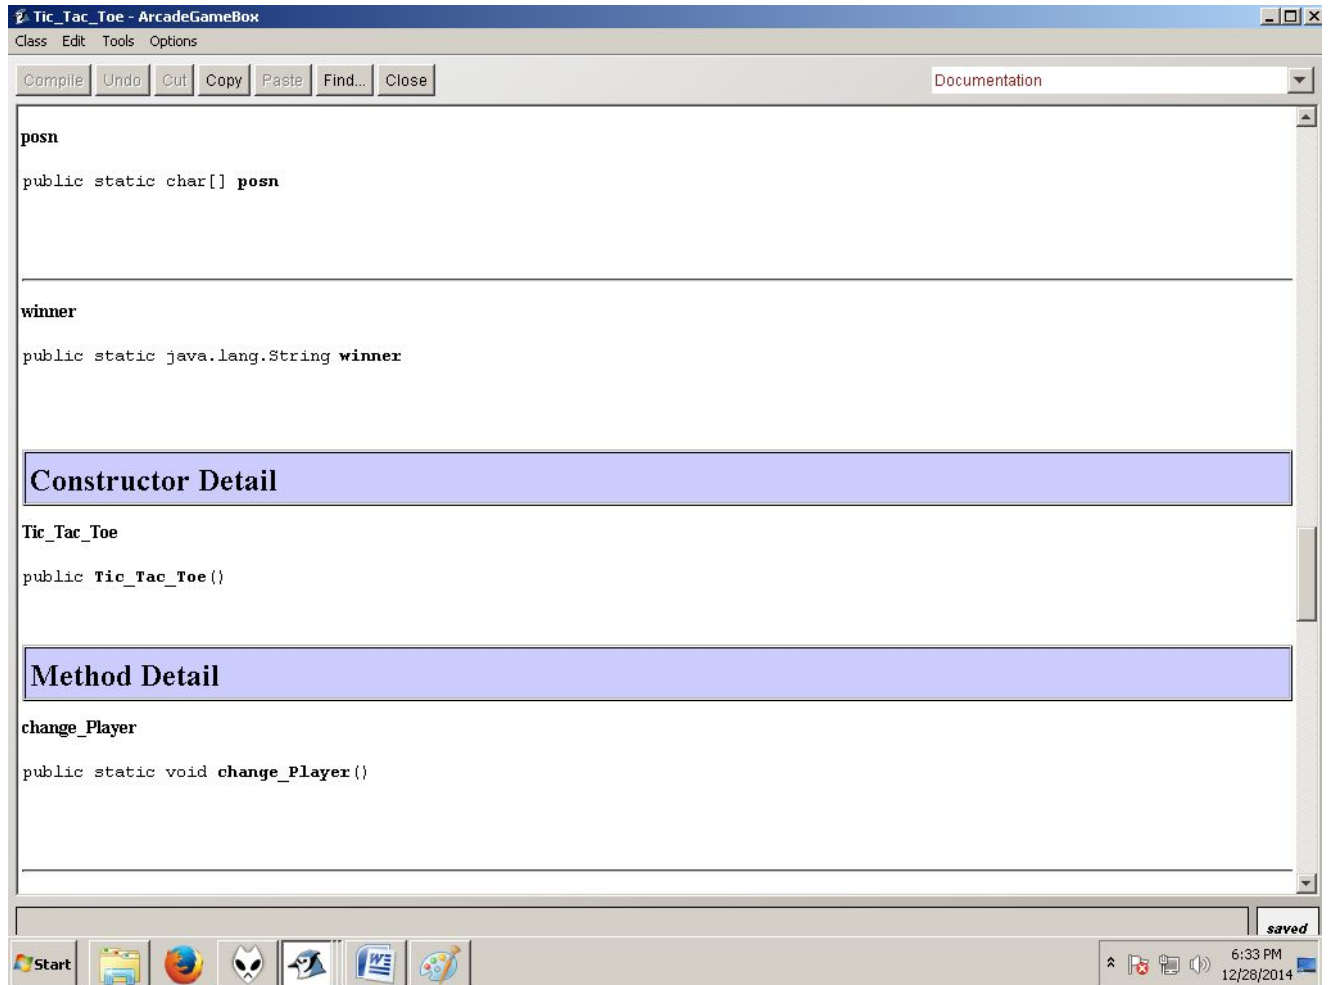 Tic_Tac_Toe - ArcadeGameBox
Class Edit Tools Options
Compile Undo Cut Copy Paste Find... Close Documentation
posn
public static char[] posn
winner
public static java.lang.String winner
Constructor Detail
Tic_Tac_Toe
public Tic_Tac_Toe()
Method Detail
change_Player
public static void change_Player()
saved
Start
6:33 PM
12/28/2014